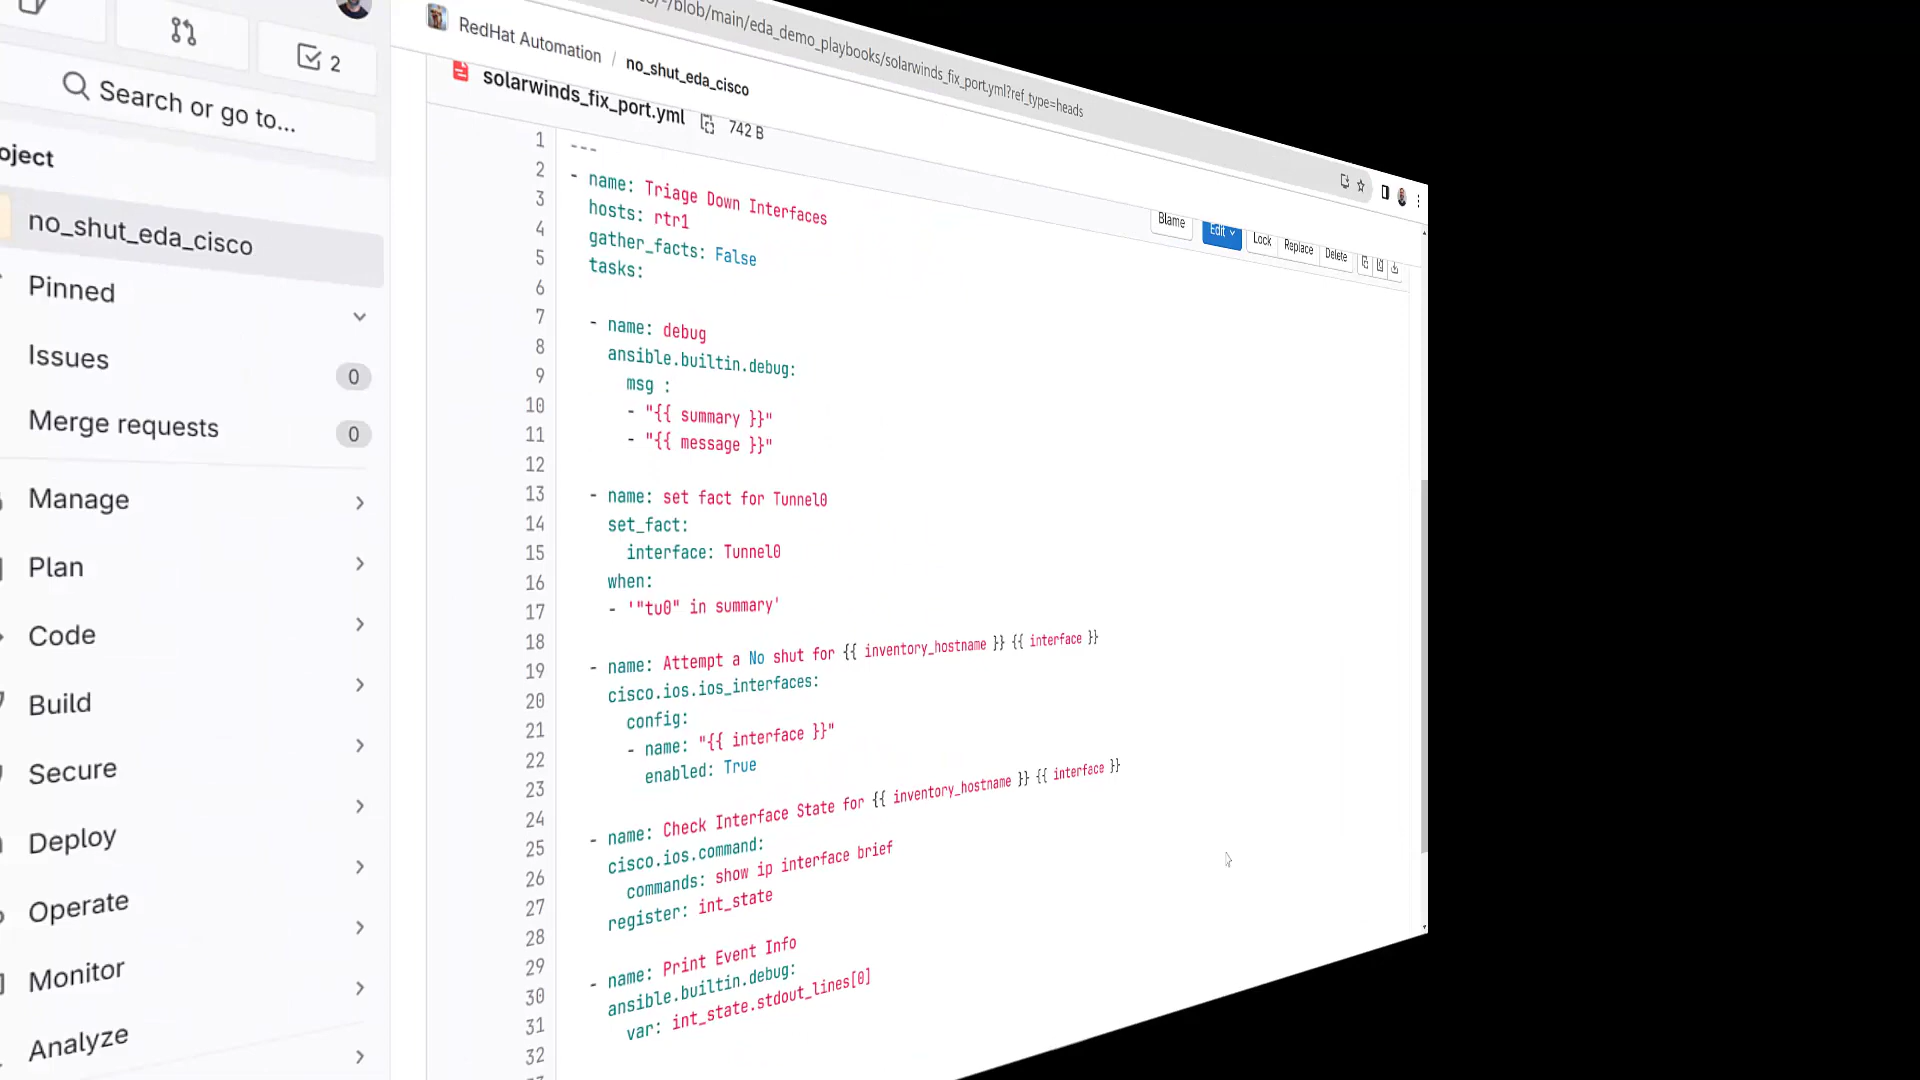 /-/blob/main/eda_demo_playbooks/solarwinds_fix_port.yml?ref_type=heads
RedHat Automation / no_shut_eda_cisco
solarwinds_fix_port.yml 742 B
Blame Edit Lock Replace Delete
2
Search or go to...
oject
no_shut_eda_cisco
Pinned
Issues 0
Merge requests 0
Manage
Plan
Code
Build
Secure
Deploy
Operate
Monitor
Analyze
1 ---
2 - name: Triage Down Interfaces
3 hosts: rtr1
4 gather_facts: False
5 tasks:
6
7 - name: debug
8 ansible.builtin.debug:
9 msg :
10 - "{{ summary }}"
11 - "{{ message }}"
12
13 - name: set fact for Tunnel0
14 set_fact:
15 interface: Tunnel0
16 when:
17 - '"tu0" in summary'
18
19 - name: Attempt a No shut for {{ inventory_hostname }} {{ interface }}
20 cisco.ios.ios_interfaces:
21 config:
22 - name: "{{ interface }}"
23 enabled: True
24
25 - name: Check Interface State for {{ inventory_hostname }} {{ interface }}
26 cisco.ios.command:
27 commands: show ip interface brief
28 register: int_state
29
30 - name: Print Event Info
31 ansible.builtin.debug:
32 var: int_state.stdout_lines[0]